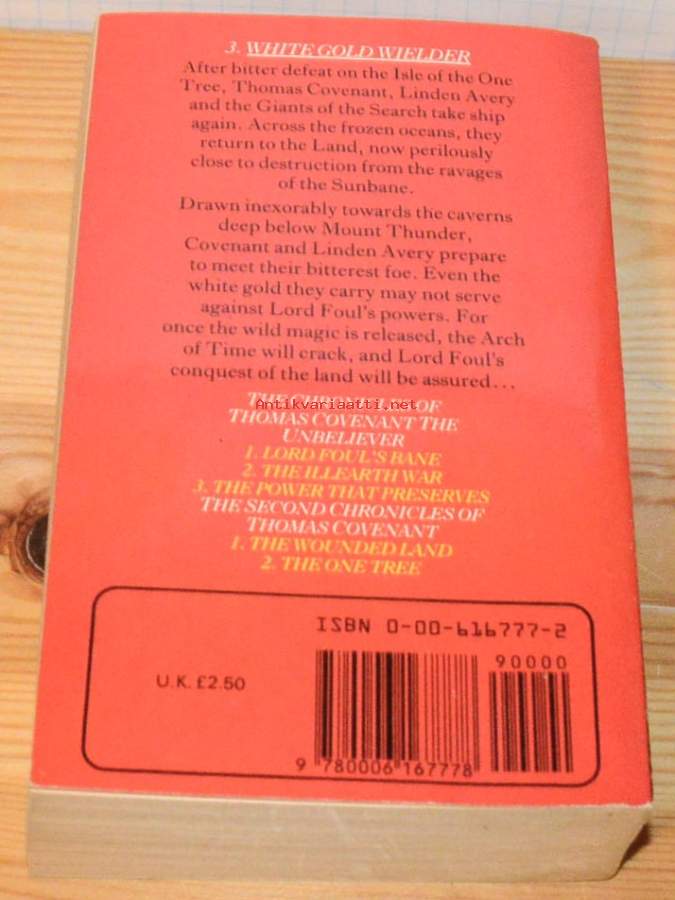 3. WHITE GOLD WIELDER
After bitter defeat on the Isle of the One
Tree, Thomas Covenant, Linden Avery
and the Giants of the Search take ship
again. Across the frozen oceans, they
return to the Land, now perilously
close to destruction from the ravages
of the Sunbane.
Drawn inexorably towards the caverns
deep below Mount Thunder,
Covenant and Linden Avery prepare
to meet their bitterest foe. Even the
white gold they carry may not serve
against Lord Foul's powers. For
once the wild magic is released, the Arch
of Time will crack, and Lord Foul's
conquest of the land will be assured...
THE CHRONICLES OF
Antikvariaatti.net
THOMAS COVENANT THE
UNBELIEVER
1. LORD FOUL'S BANE
2. THE ILLEARTH WAR
3. THE POWER THAT PRESERVES
THE SECOND CHRONICLES OF
THOMAS COVENANT
1. THE WOUNDED LAND
2. THE ONE TREE
ISBN 0-00-616777-2
90000
U.K. £2.50
9 780006 167778